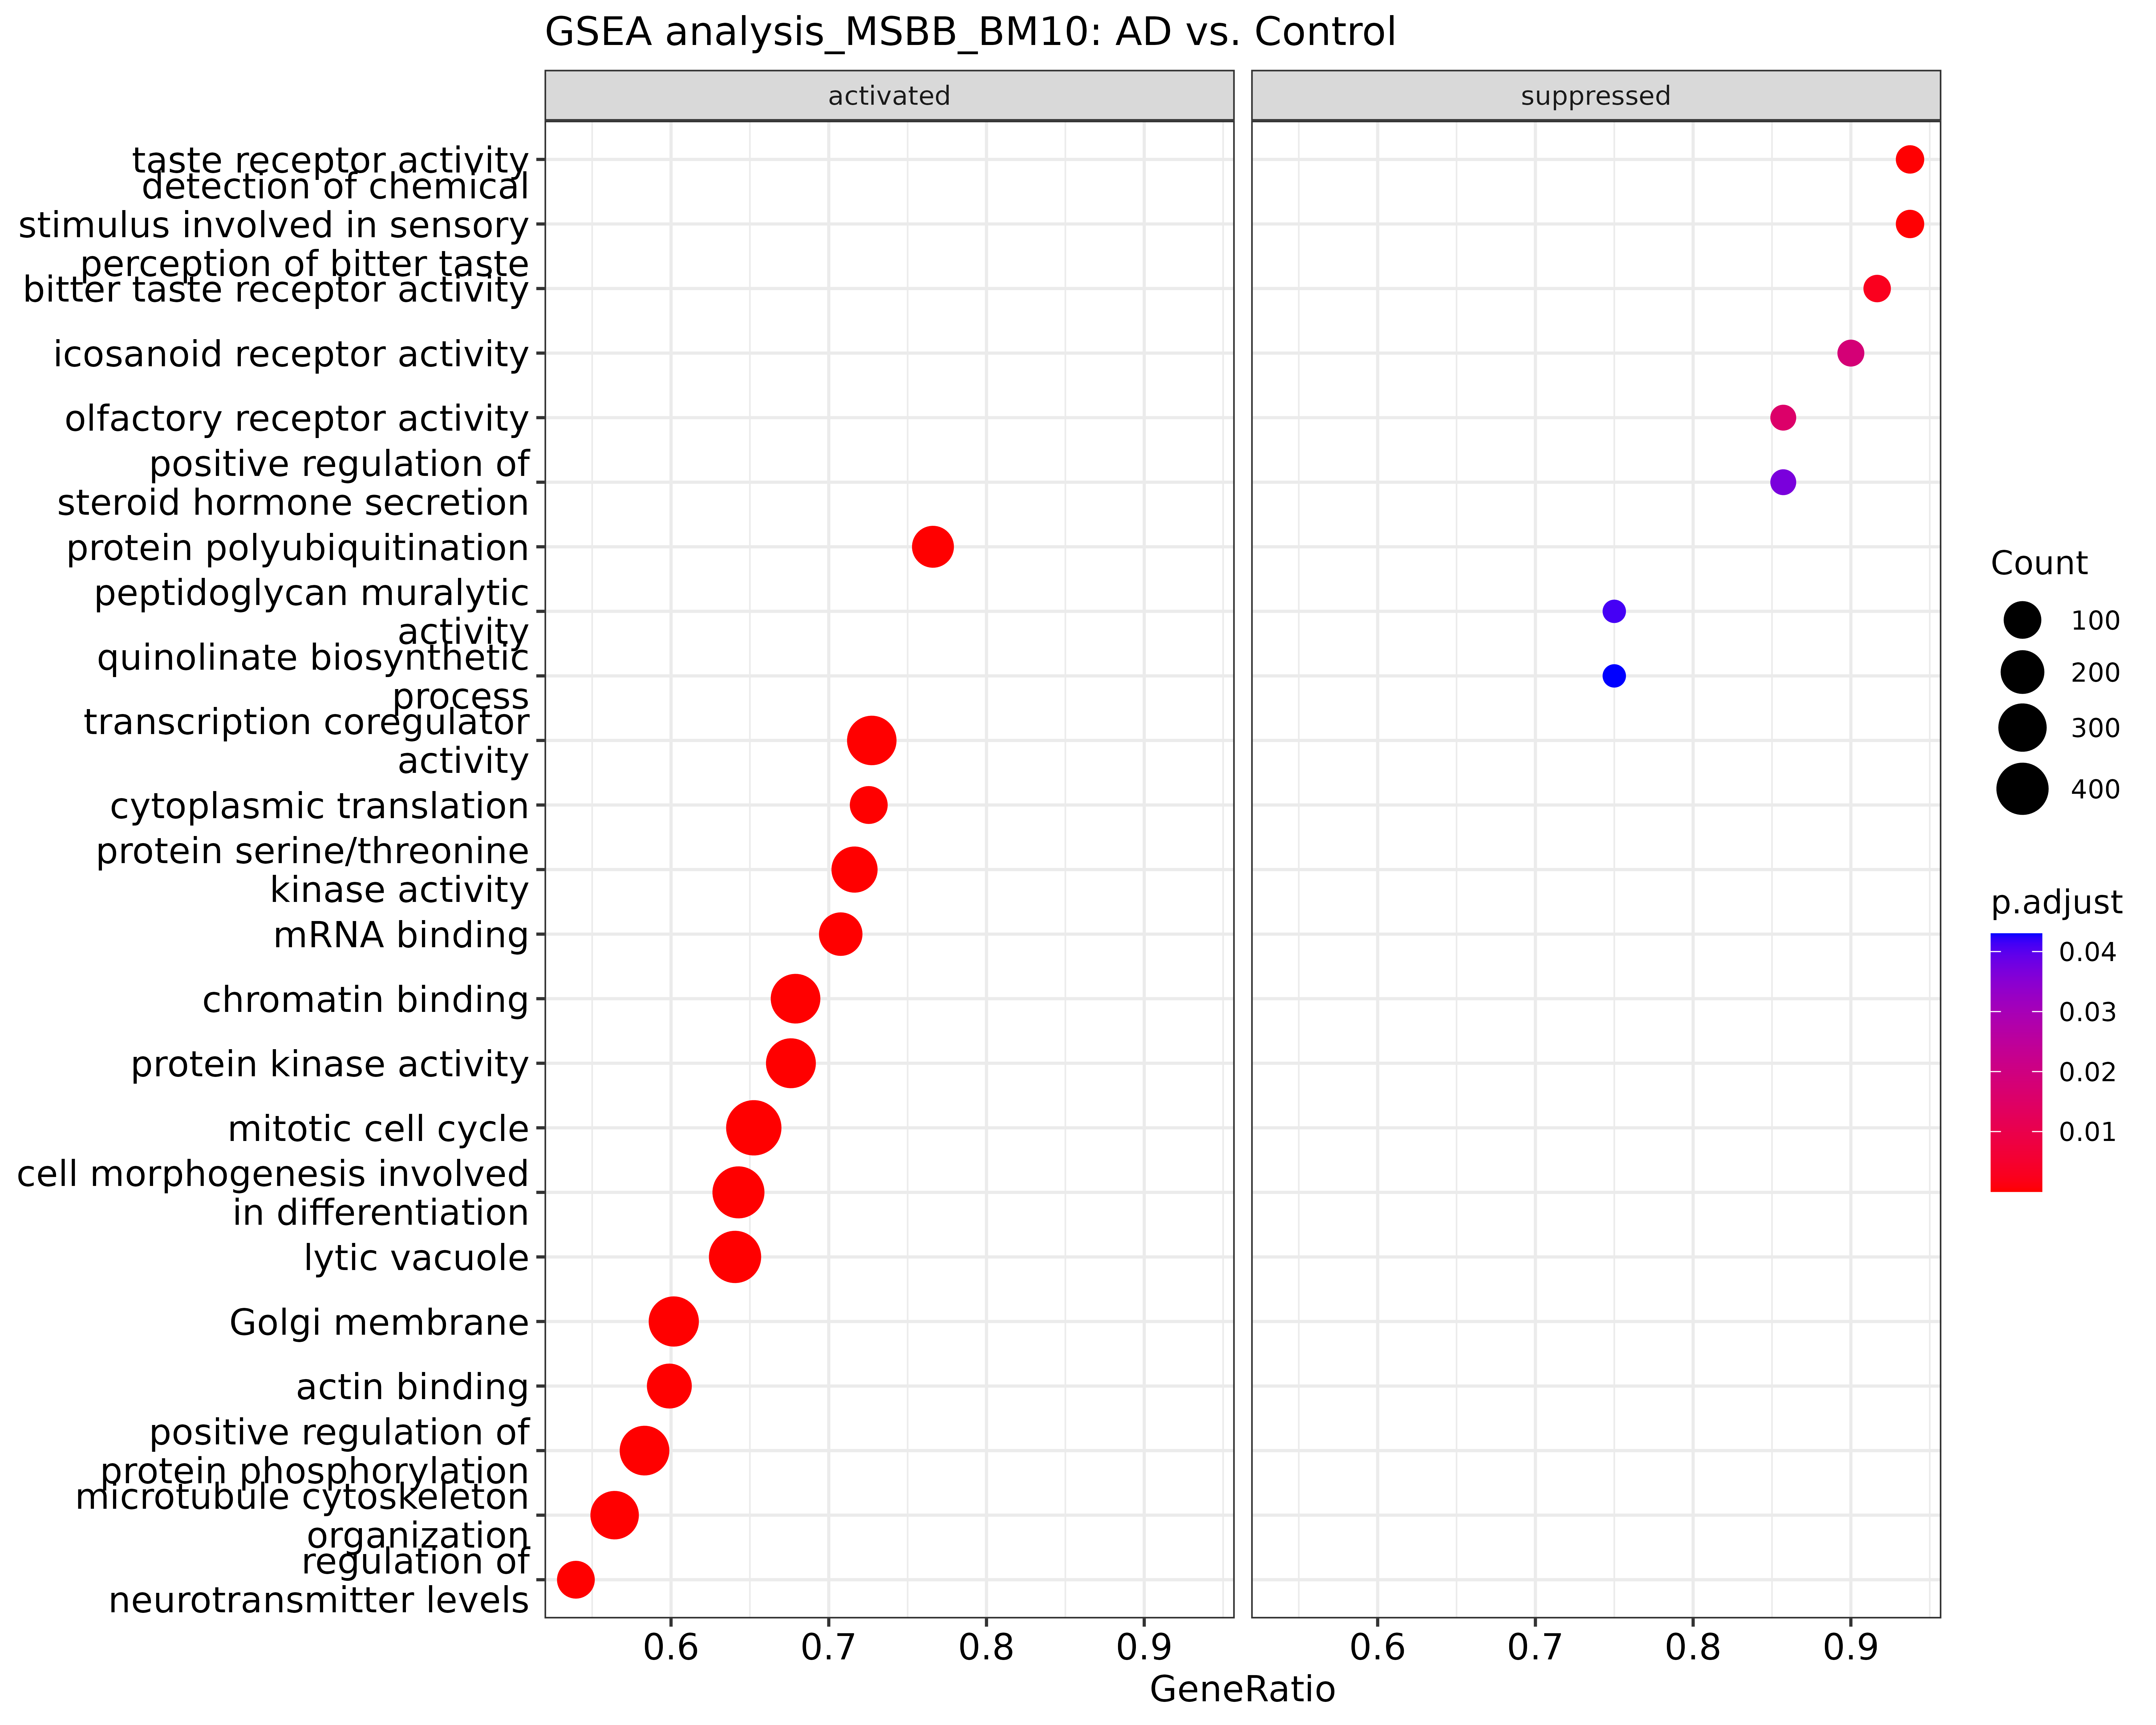 GSEA analysis_MSBB_BM10: AD vs. Control
activated
suppressed
taste receptor activity
detection of chemical
stimulus involved in sensory
perception of bitter taste
bitter taste receptor activity
icosanoid receptor activity
olfactory receptor activity
positive regulation of
steroid hormone secretion
protein polyubiquitination
peptidoglycan muralytic
activity
quinolinate biosynthetic
process
transcription coregulator
activity
cytoplasmic translation
protein serine/threonine
kinase activity
mRNA binding
chromatin binding
protein kinase activity
mitotic cell cycle
cell morphogenesis involved
in differentiation
lytic vacuole
Golgi membrane
actin binding
positive regulation of
protein phosphorylation
microtubule cytoskeleton
organization
regulation of
neurotransmitter levels
0.6 0.7 0.8 0.9
0.6 0.7 0.8 0.9
GeneRatio
Count
100
200
300
400
p.adjust
0.04
0.03
0.02
0.01